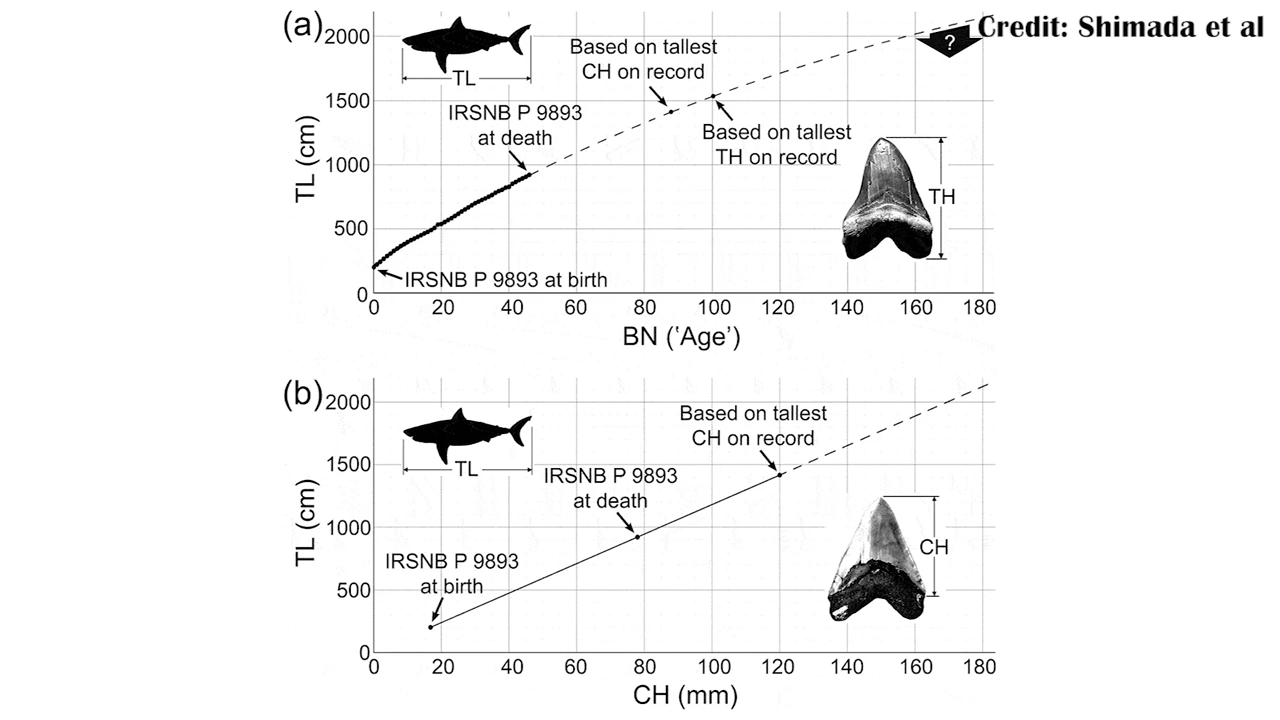 (a)
Credit: Shimada et al
2000
1500
1000
500
0
TL (cm)
TL
Based on tallest
CH on record
?
IRSNB P 9893
at death
Based on tallest
TH on record
TH
IRSNB P 9893 at birth
0 20 40 60 80 100 120 140 160 180
BN (‘Age’)
(b)
2000
1500
1000
500
0
TL (cm)
TL
Based on tallest
CH on record
IRSNB P 9893
at death
CH
IRSNB P 9893
at birth
0 20 40 60 80 100 120 140 160 180
CH (mm)